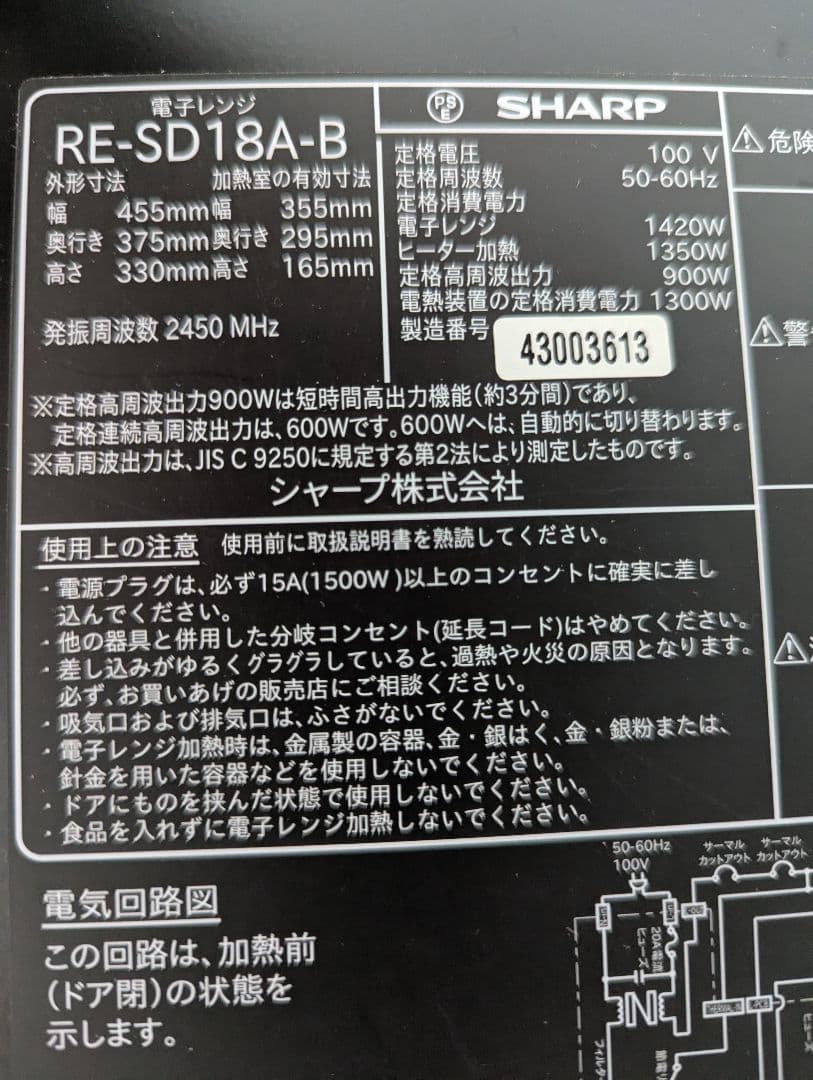 電子レンジ
RE-SD18A-B
外形寸法 加熱室の有効寸法
幅 455mm 幅 355mm
奥行き 375mm 奥行き 295mm
高さ 330mm 高さ 165mm
発振周波数 2450 MHz
PS
E
SHARP
定格電圧 100 V
定格周波数 50-60Hz
定格消費電力
電子レンジ 1420W
ヒーター加熱 1350W
定格高周波出力 900W
電熱装置の定格消費電力 1300W
製造番号 43003613
危険
警
※定格高周波出力900Wは短時間高出力機能(約3分間)であり、
定格連続高周波出力は、600Wです。600Wへは、自動的に切り替わります。
※高周波出力は、JIS C 9250に規定する第2法により測定したものです。
シャープ株式会社
使用上の注意 使用前に取扱説明書を熟読してください。
・電源プラグは、必ず15A(1500W)以上のコンセントに確実に差し
込んでください。
・他の器具と併用した分岐コンセント(延長コード)はやめてください。
・差し込みがゆるくグラグラしていると、過熱や火災の原因となります。
必ず、お買いあげの販売店にご相談ください。
・吸気口および排気口は、ふさがないでください。
・電子レンジ加熱時は、金属製の容器、金・銀はく、金・銀粉または、
針金を用いた容器などを使用しないでください。
・ドアにものを挟んだ状態で使用しないでください。
・食品を入れずに電子レンジ加熱しないでください。
電気回路図
この回路は、加熱前
(ドア閉)の状態を
示します。
50-60Hz
100V
サーマル
カットアウト
サーマル
カットアウト
20A電流
ヒューズ
フィルタ
ヒューズ